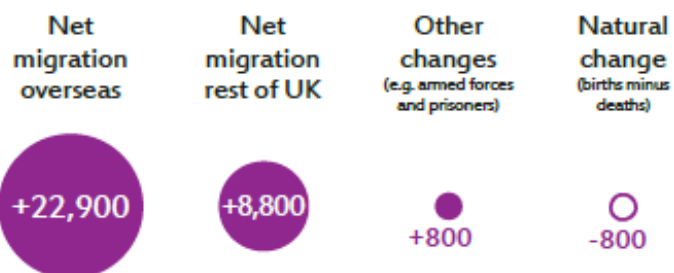 Net
migration
overseas
Net
migration
rest of UK
Other
changes
(e.g. armed forces
and prisoners)
Natural
change
(births minus
deaths)
+22,900
+8,800
+800
-800